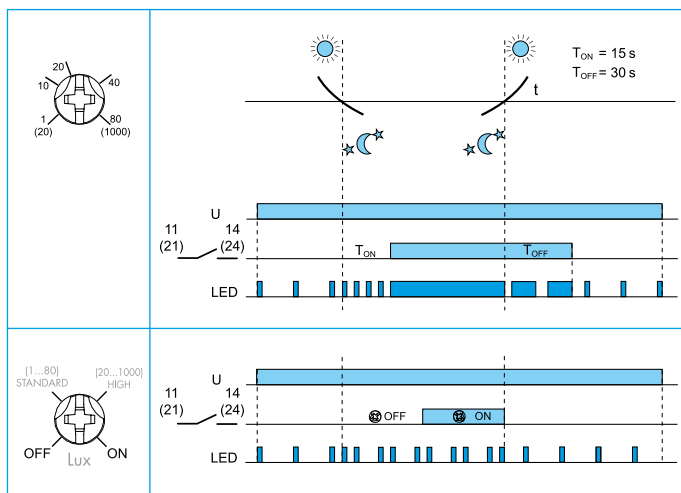 20
10
40
1
(20)
80
(1000)
T_ON = 15 s
T_OFF = 30 s
t
U
11
(21)
14
(24)
T_ON
T_OFF
LED
(1...80)
STANDARD
(20...1000)
HIGH
OFF
ON
Lux
U
11
(21)
14
(24)
OFF
ON
LED